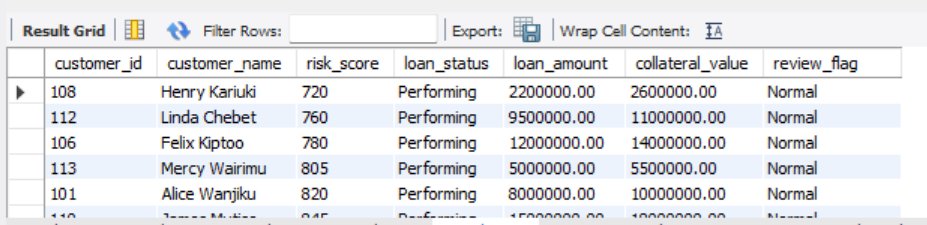 Result Grid Filter Rows: Export: Wrap Cell Content:
customer_id customer_name risk_score loan_status loan_amount collateral_value review_flag
108 Henry Kariuki 720 Performing 2200000.00 2600000.00 Normal
112 Linda Chebet 760 Performing 9500000.00 11000000.00 Normal
106 Felix Kiptoo 780 Performing 12000000.00 14000000.00 Normal
113 Mercy Wairimu 805 Performing 5000000.00 5500000.00 Normal
101 Alice Wanjiku 820 Performing 8000000.00 10000000.00 Normal
Performing Normal